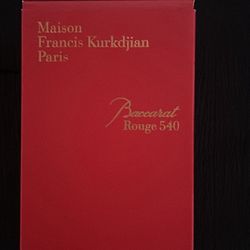 Maison
Francis Kurkdjian
Paris
Baccarat
Rouge 540